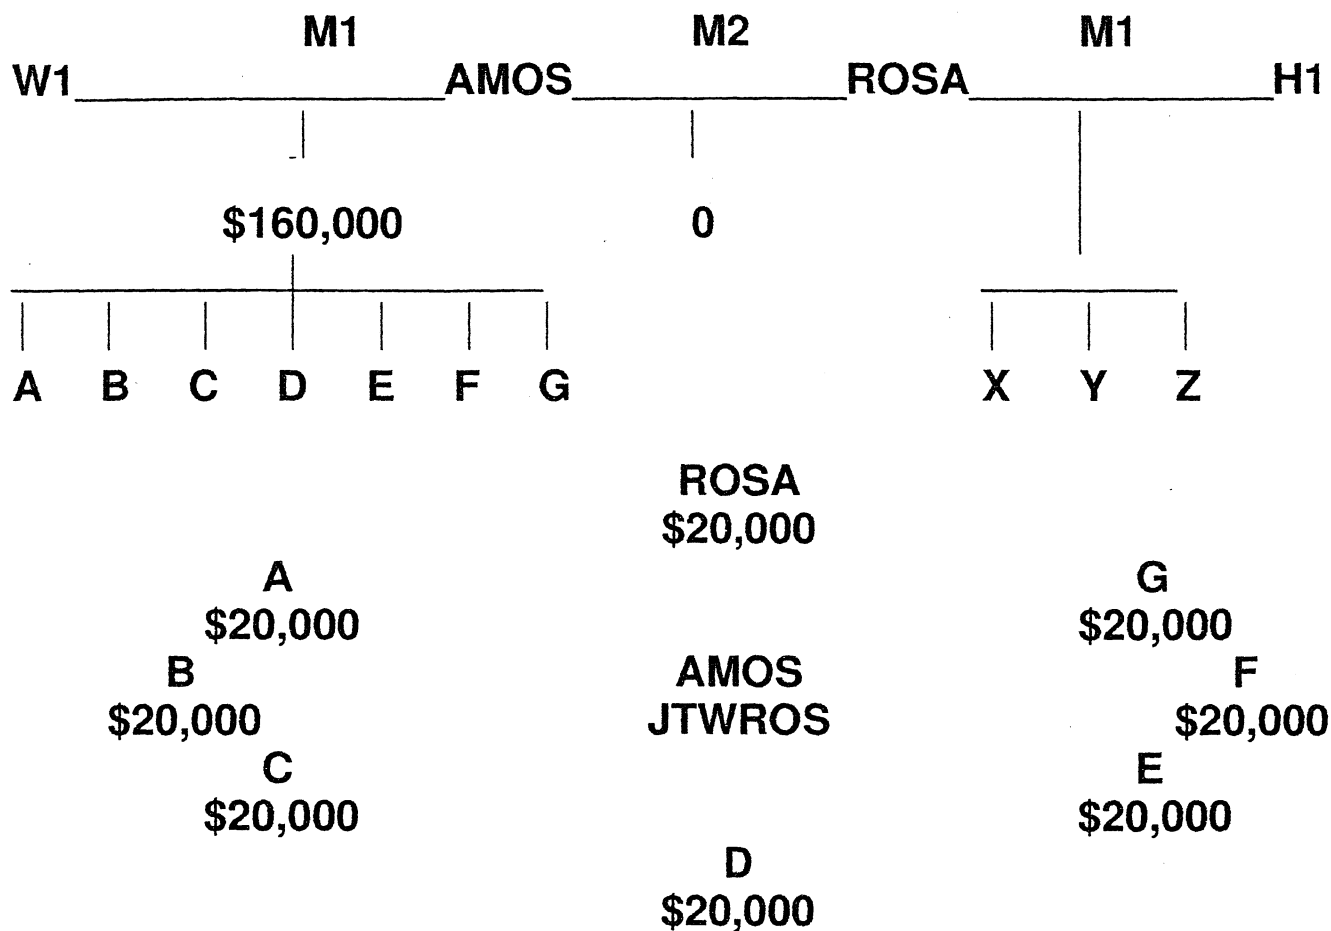 M1 M2 M1
W1 AMOS ROSA H1
$160,000 0
A B C D E F G X Y Z
ROSA
$20,000
A G
$20,000 $20,000
B AMOS F
$20,000 JTWROS $20,000
C E
$20,000 $20,000
D
$20,000